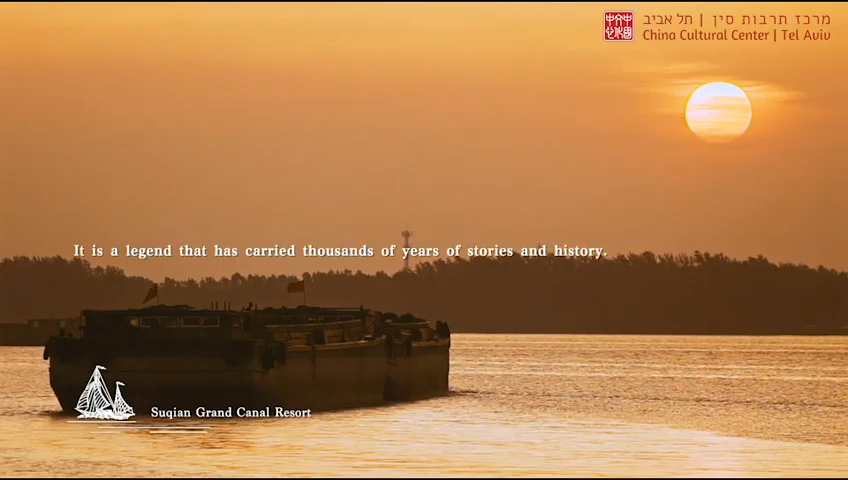 מרכז תרבות סין | תל אביב
China Cultural Center | Tel Aviv
It is a legend that has carried thousands of years of stories and history.
Suqian Grand Canal Resort